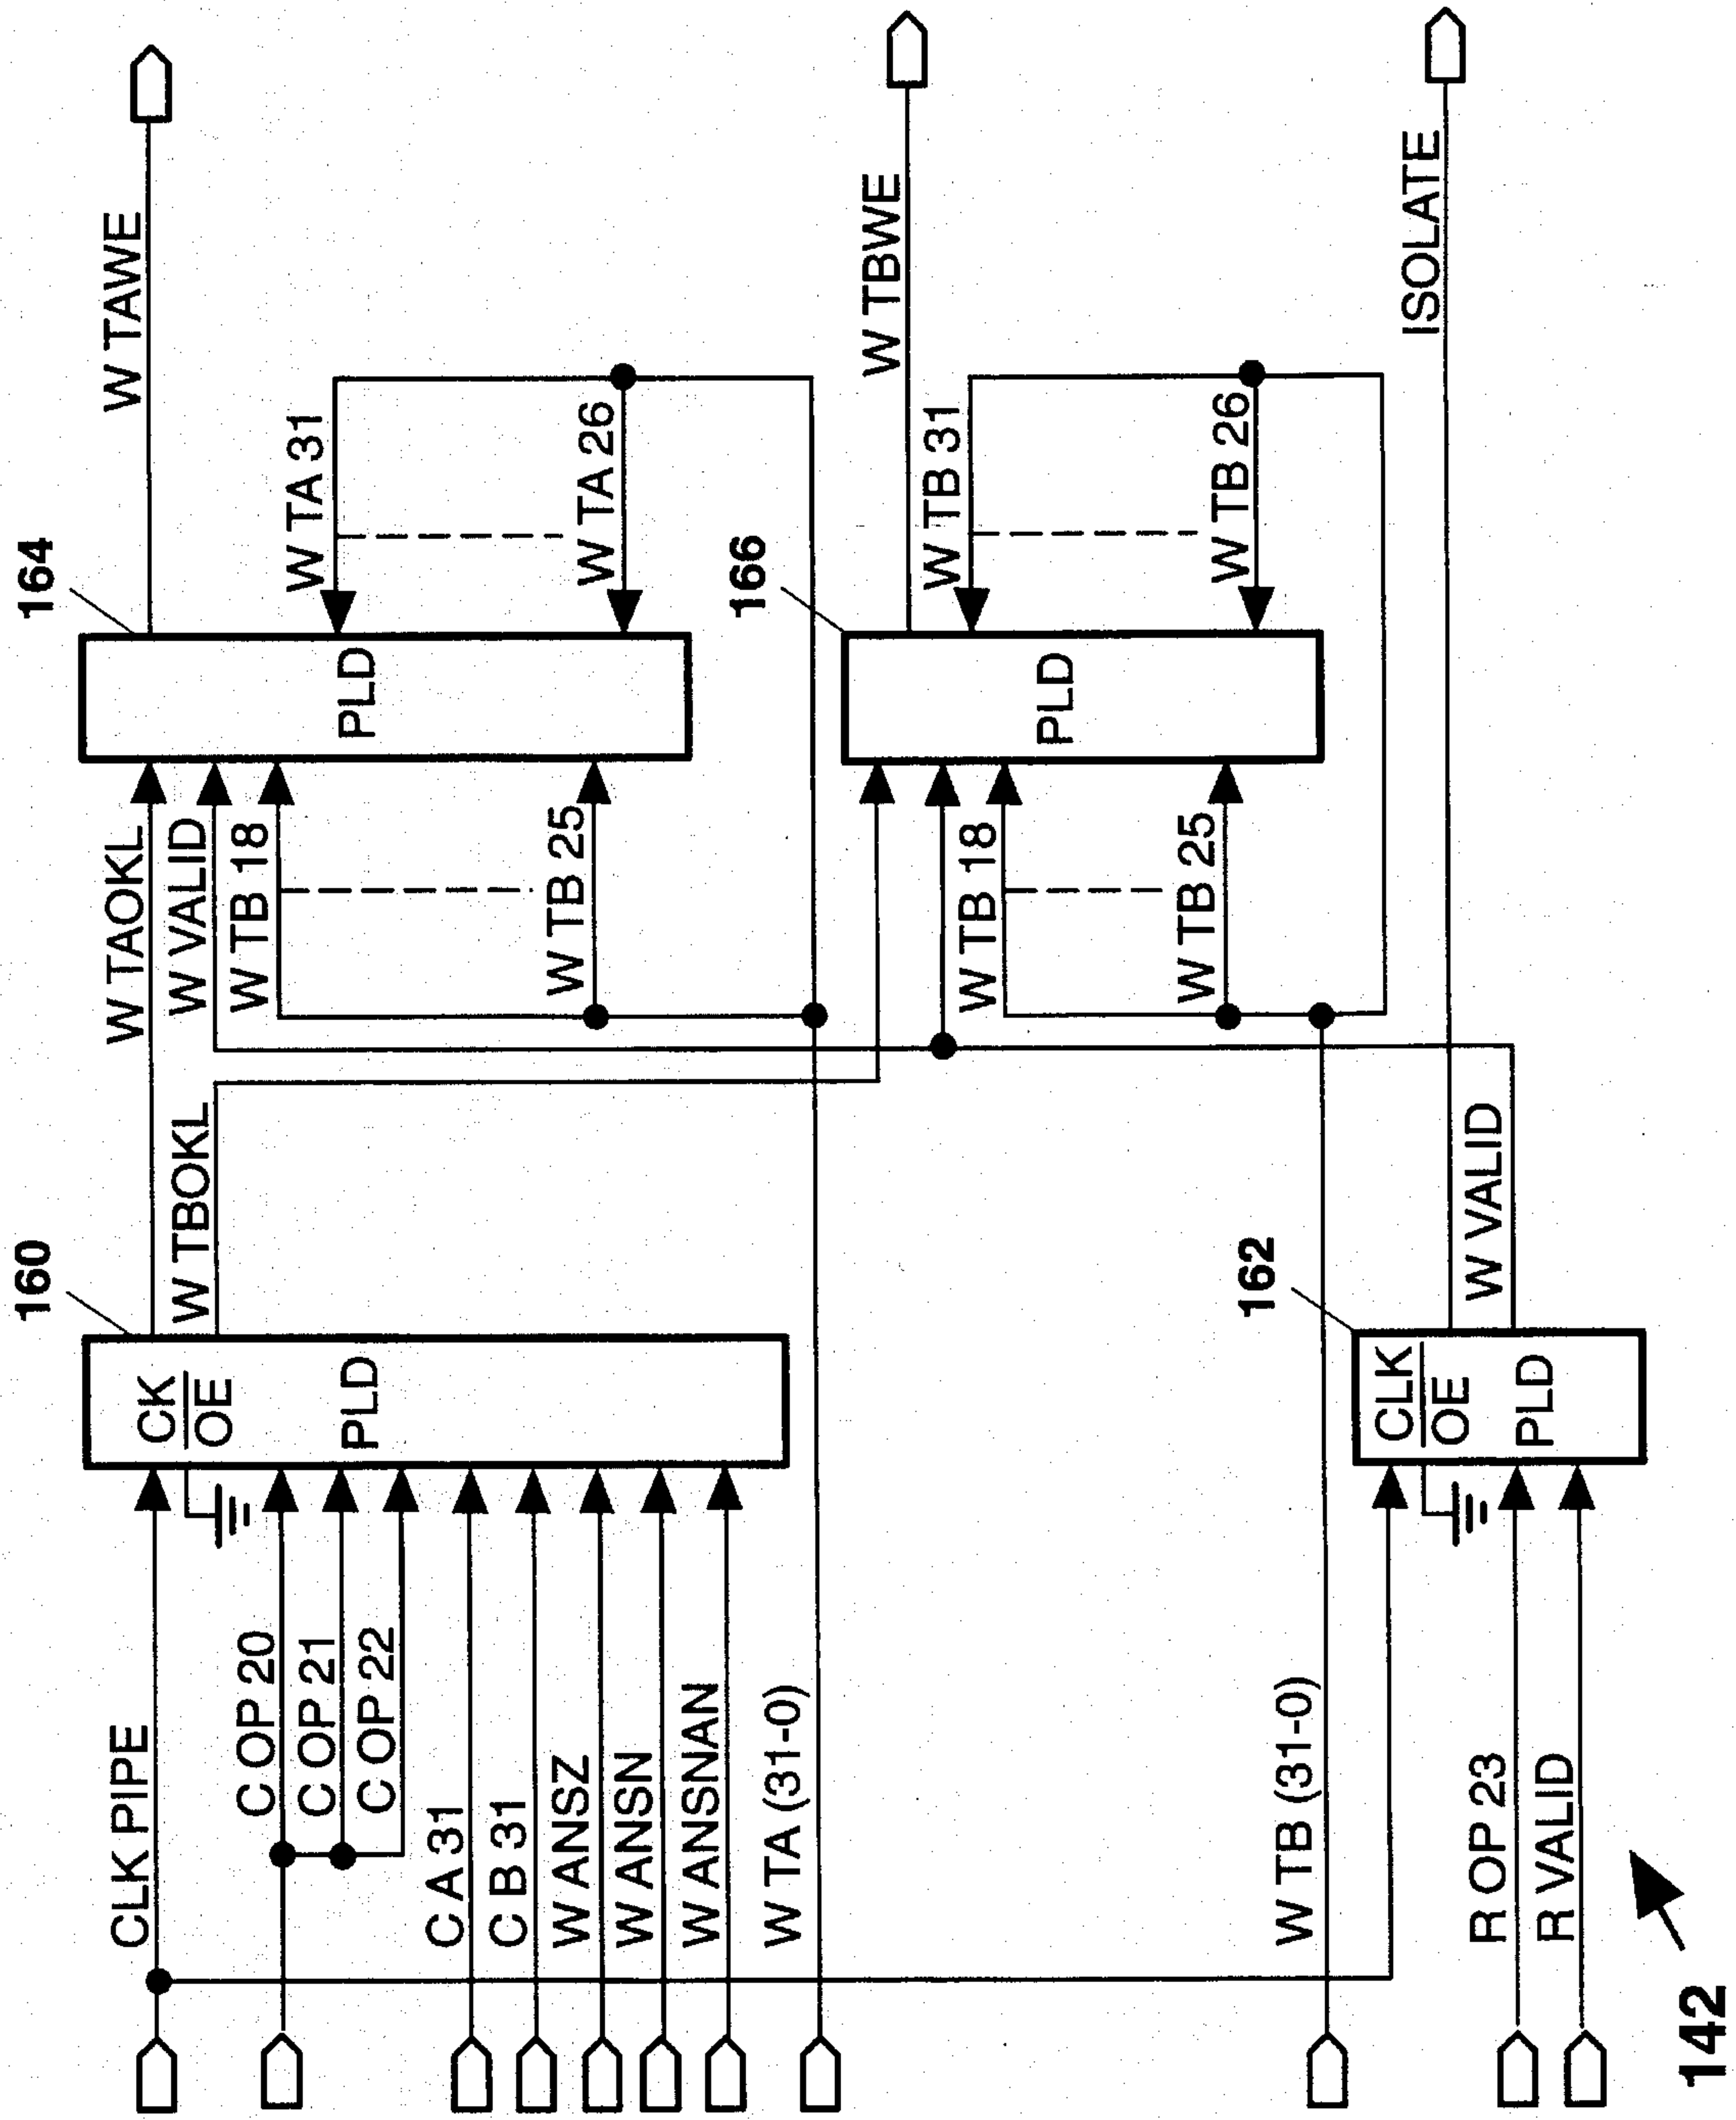 CLK PIPE
C OP 20
C OP 21
C OP 22
C A 31
C B 31
W ANSZ
W ANSN
W ANSNAN
W TA (31-0)
W TB (31-0)
R OP 23
R VALID
142
160
CK
OE
PLD
162
CLK
OE
PLD
W TAOKL
W TBOKL
W VALID
W TB 18
W TB 25
W VALID
W TB 18
W TB 25
164
PLD
166
PLD
W TA 31
W TA 26
W TB 31
W TB 26
W TAWE
W TBWE
ISOLATE